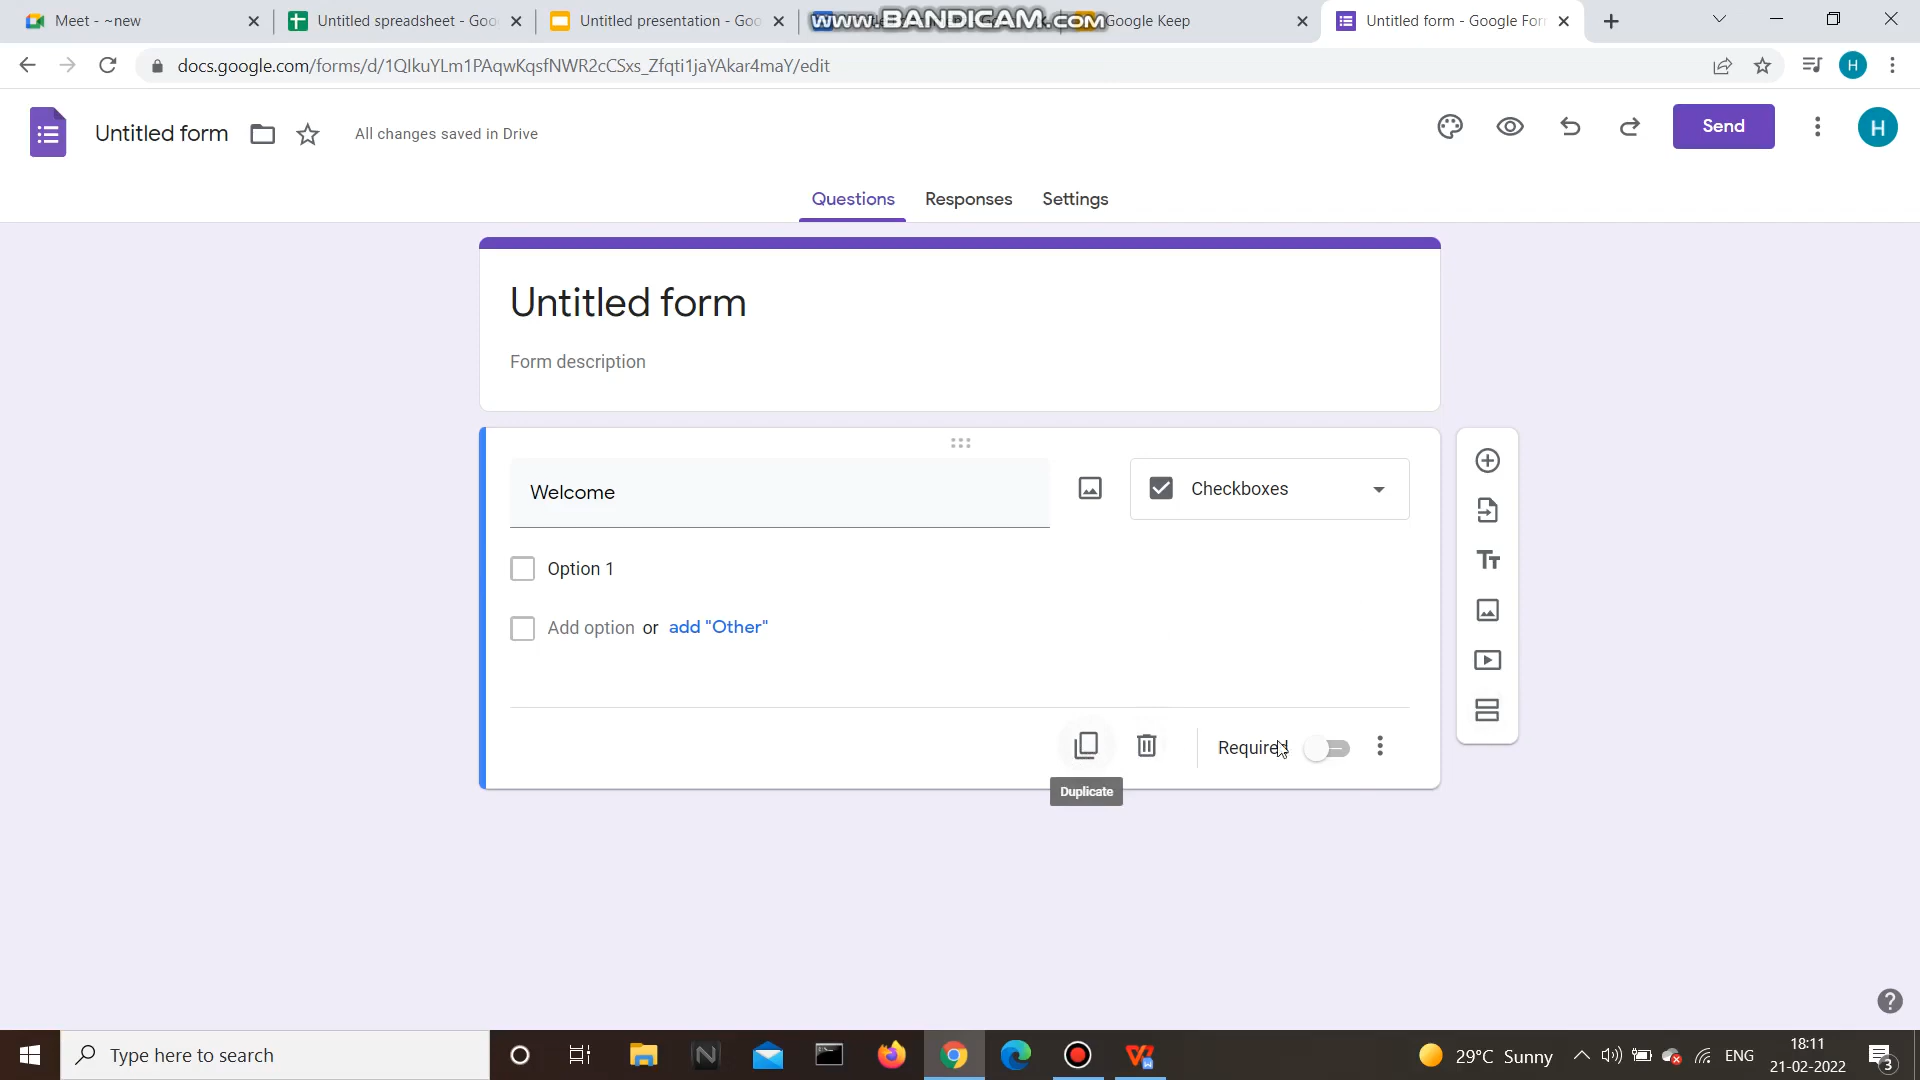 Meet - ~new
Untitled spreadsheet - Goo
Untitled presentation - Goo
www.BANDICAM.com
Google Keep
Untitled form - Google For
docs.google.com/forms/d/1QIkuYLm1PAqwKqsfNWR2cCSxs_Zfqti1jaYAkar4maY/edit
H
Untitled form
All changes saved in Drive
Send
H
Questions
Responses
Settings
Untitled form
Form description
Welcome
Checkboxes
Option 1
Add option or add "Other"
Required
Duplicate
Type here to search
29°C Sunny
ENG
18:11
21-02-2022
3